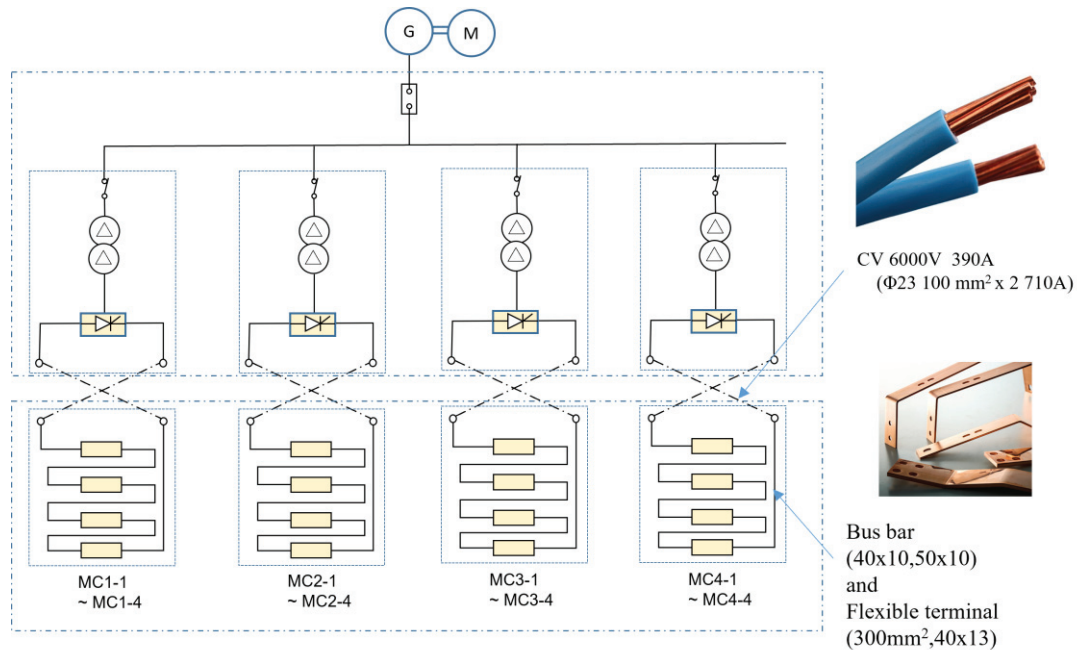 G M
CV 6000V 390A
(Φ23 100 mm² x 2 710A)
Bus bar
(40x10,50x10)
and
Flexible terminal
(300mm²,40x13)
MC1-1
~ MC1-4
MC2-1
~ MC2-4
MC3-1
~ MC3-4
MC4-1
~ MC4-4